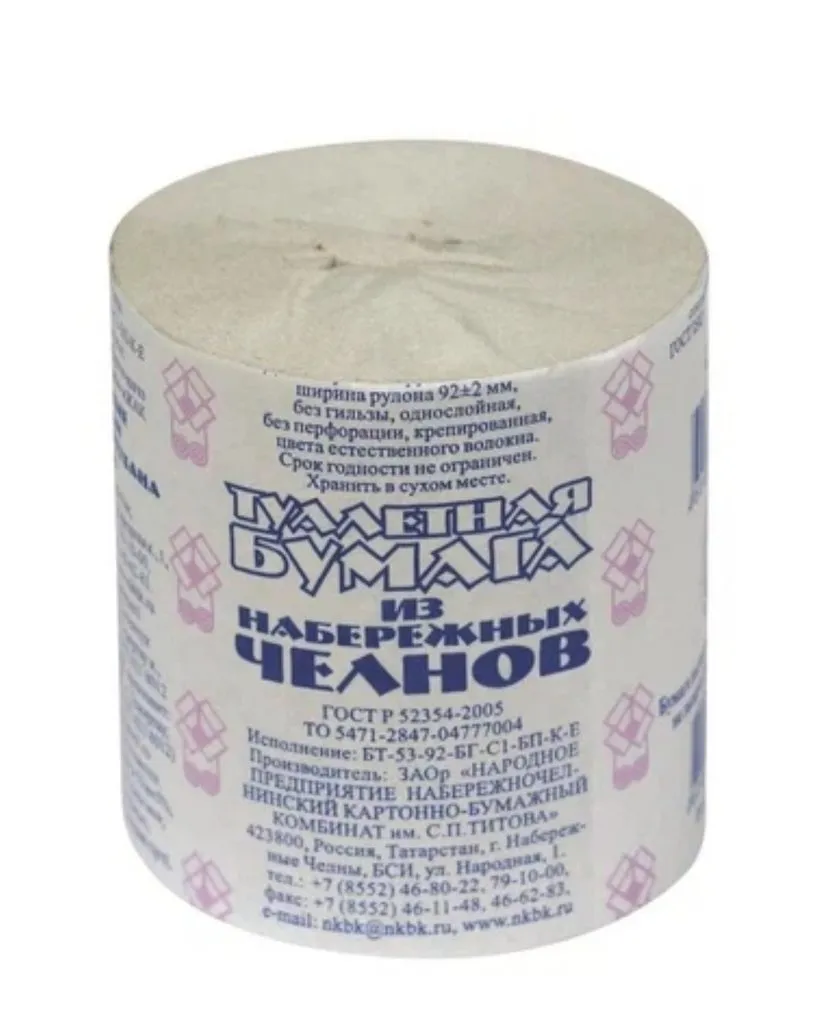 ширина рулона 92±2 мм,
без гильзы, однослойная,
без перфорации, крепированная,
цвета естественного волокна.
Срок годности не ограничен.
Хранить в сухом месте.
ТУАЛЕТНАЯ
БУМАГА
ИЗ
НАБЕРЕЖНЫХ
ЧЕЛНОВ
ГОСТ Р 52354-2005
ТО 5471-2847-04777004
Исполнение: БТ-53-92-БГ-С1-БП-К-Е
Производитель: ЗАОр «НАРОДНОЕ
ПРЕДПРИЯТИЕ НАБЕРЕЖНОЧЕЛ-
НИНСКИЙ КАРТОННО-БУМАЖНЫЙ
КОМБИНАТ им. С.П.ТИТОВА»
423800, Россия, Татарстан, г. Набереж-
ные Челны, БСИ, ул. Народная, 1.
тел.: +7 (8552) 46-80-22, 79-10-00,
факс: +7 (8552) 46-11-48, 46-62-83,
e-mail: nkbk@nkbk.ru, www.nkbk.ru